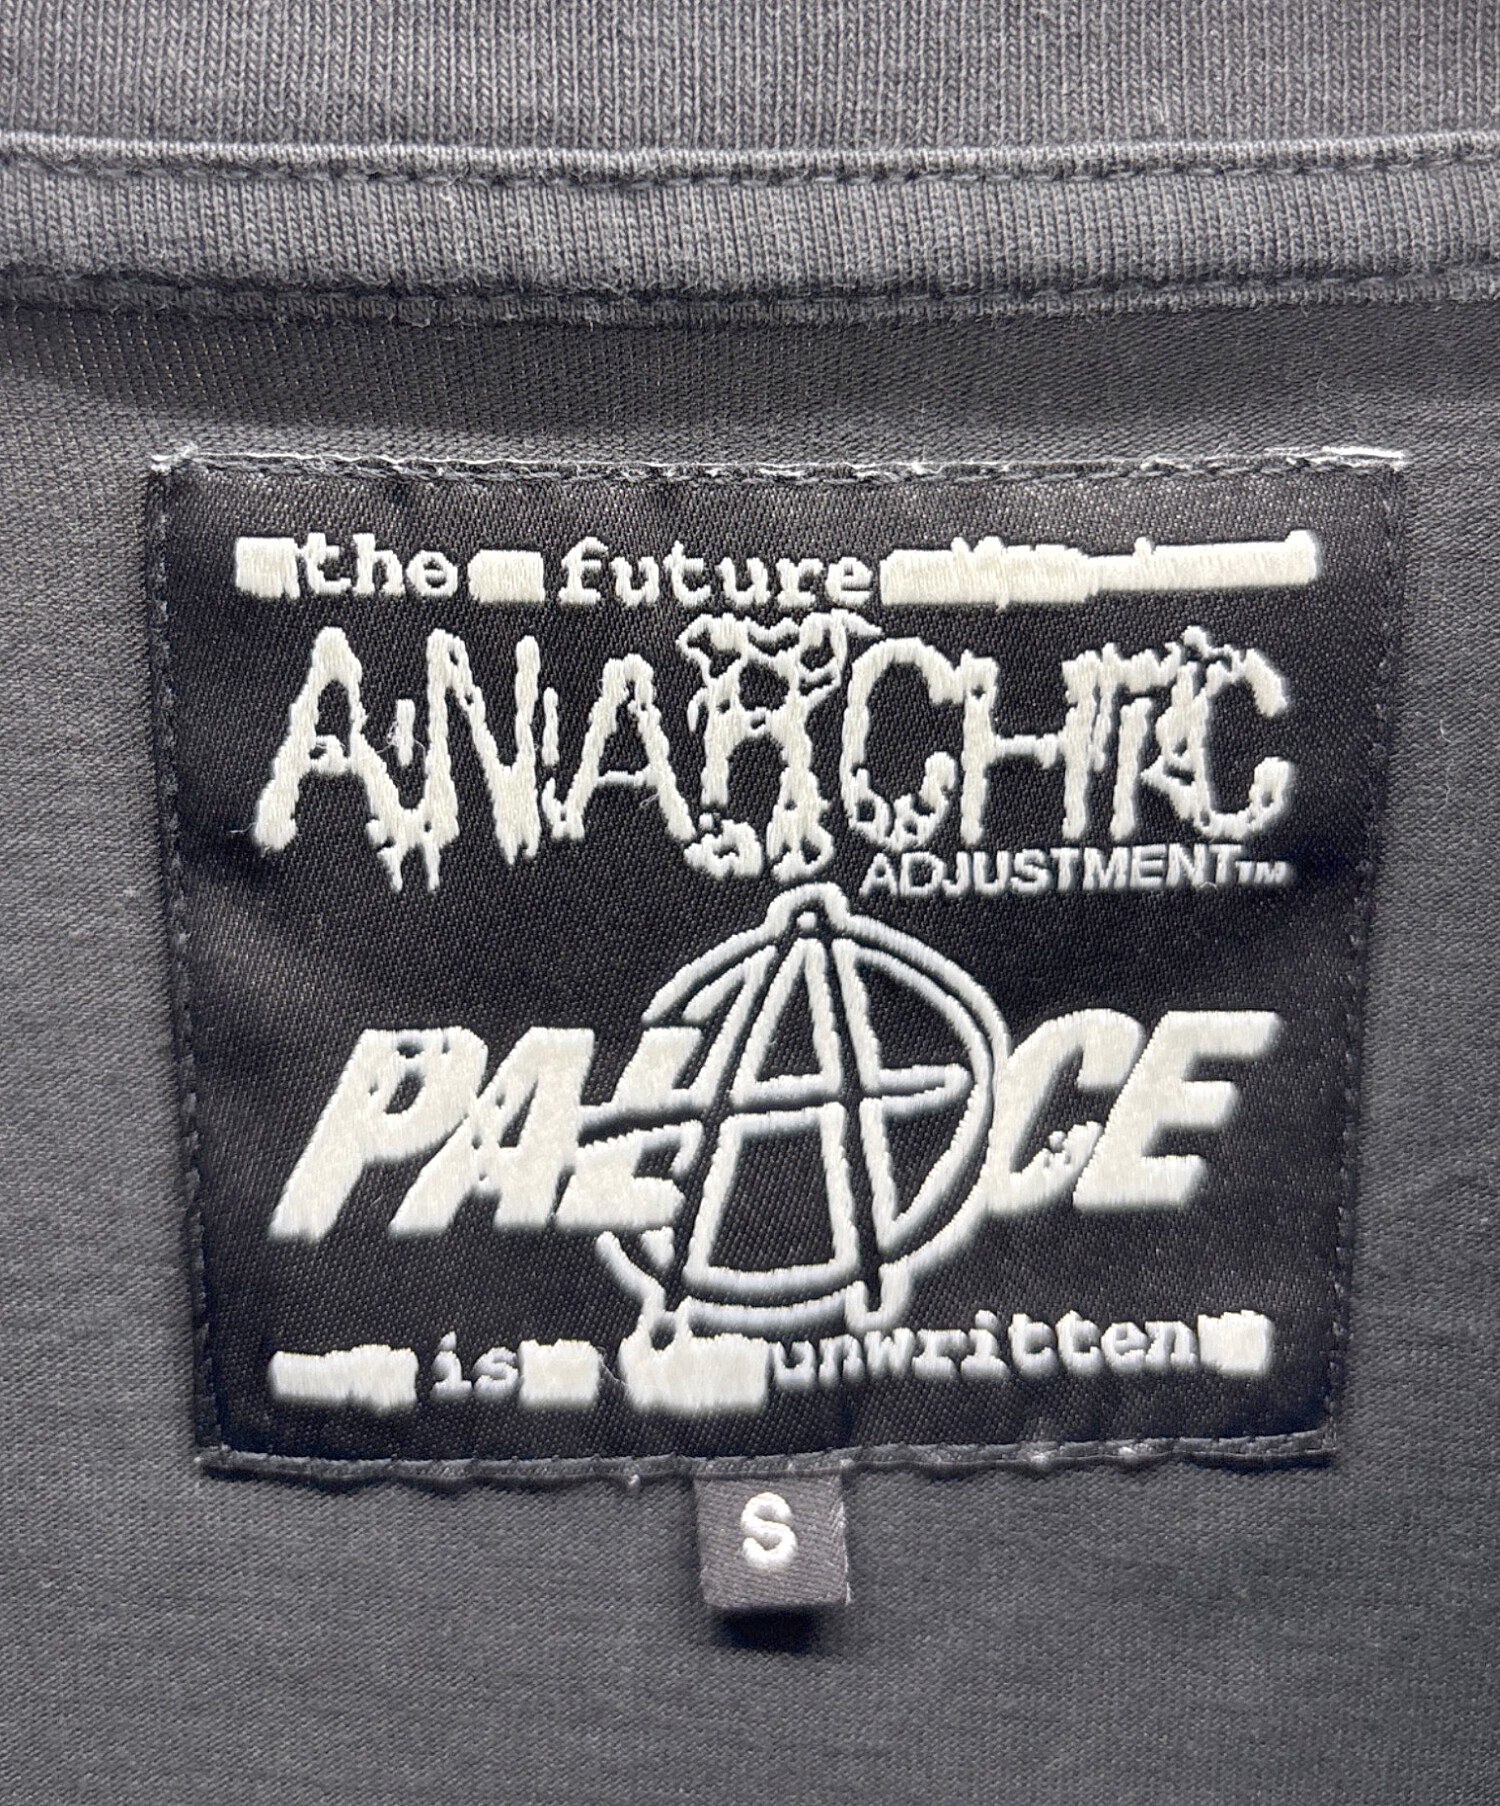 the future
ANARCHIC
ADJUSTMENT™
PALACE
is unwritten
S